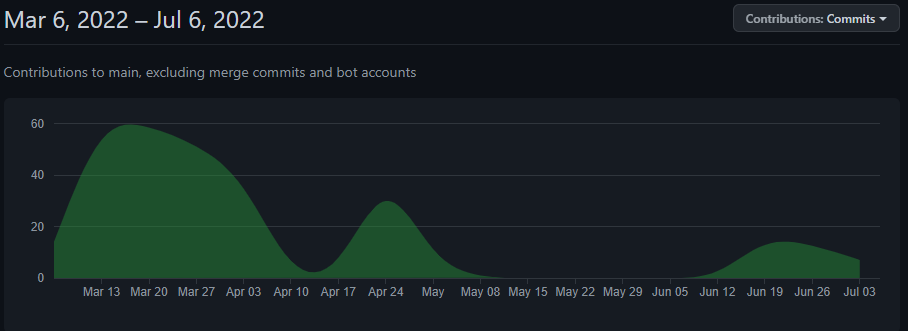 Mar 6, 2022 – Jul 6, 2022
Contributions: Commits
Contributions to main, excluding merge commits and bot accounts
60
40
20
0
Mar 13 Mar 20 Mar 27 Apr 03 Apr 10 Apr 17 Apr 24 May May 08 May 15 May 22 May 29 Jun 05 Jun 12 Jun 19 Jun 26 Jul 03